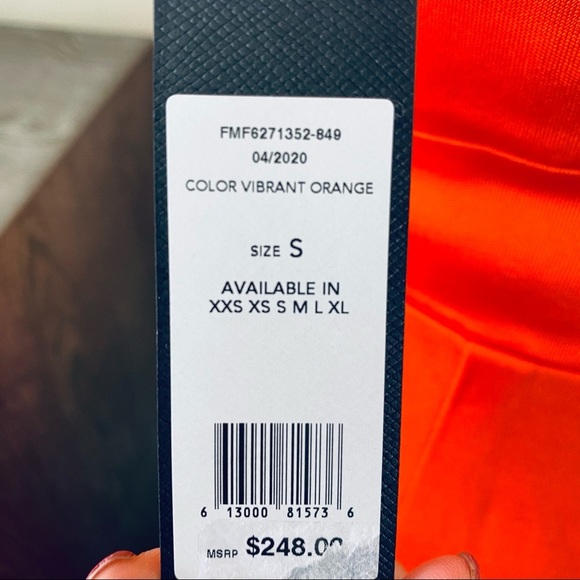 FMF6271352-849
04/2020
COLOR VIBRANT ORANGE
SIZE S
AVAILABLE IN
XXS XS S M L XL
6 13000 81573 6
MSRP $248.00